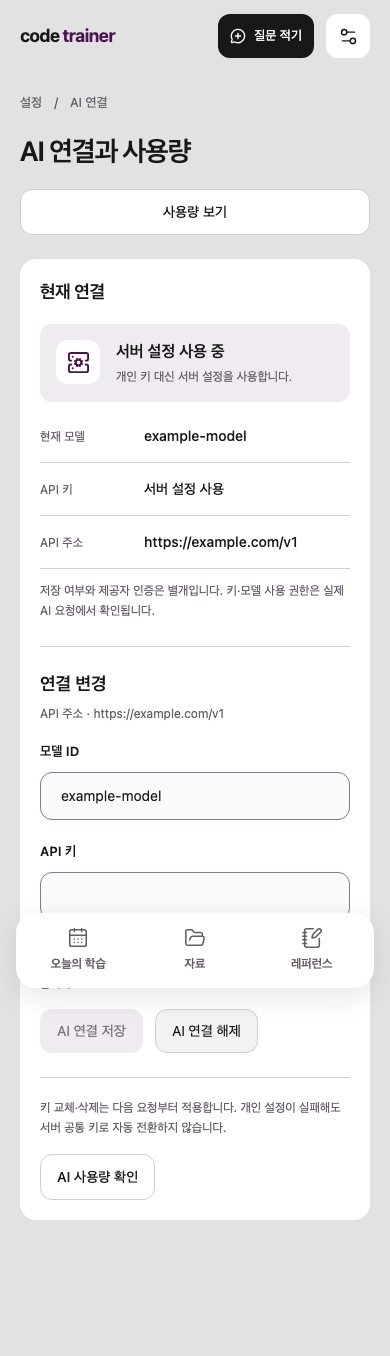 code trainer
질문 적기
설정 / AI 연결
AI 연결과 사용량
사용량 보기
현재 연결
서버 설정 사용 중
개인 키 대신 서버 설정을 사용합니다.
현재 모델 example-model
API 키 서버 설정 사용
API 주소 https://example.com/v1
저장 여부와 제공자 인증은 별개입니다. 키·모델 사용 권한은 실제
AI 요청에서 확인됩니다.
연결 변경
API 주소 · https://example.com/v1
모델 ID
example-model
API 키
오늘의 학습
자료
레퍼런스
AI 연결 저장
AI 연결 해제
키 교체·삭제는 다음 요청부터 적용합니다. 개인 설정이 실패해도
서버 공통 키로 자동 전환하지 않습니다.
AI 사용량 확인